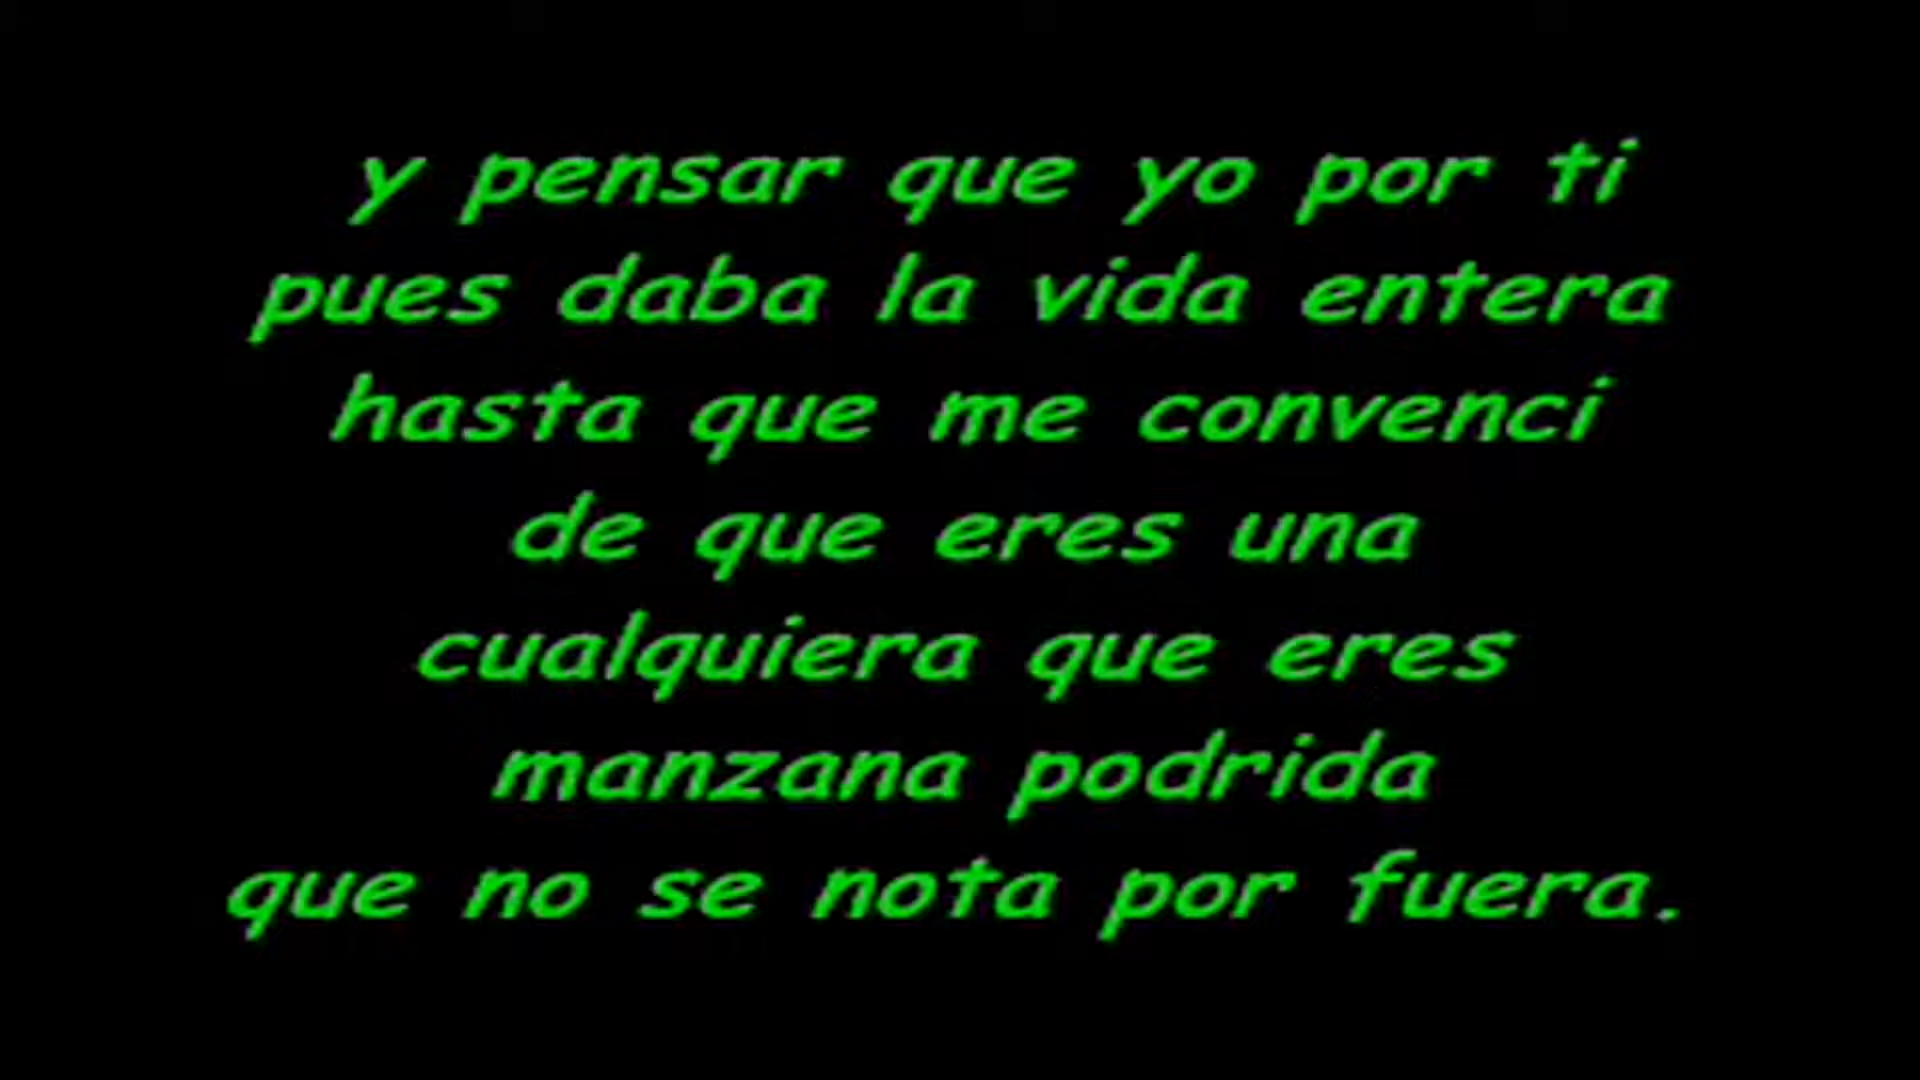 y pensar que yo por ti
pues daba la vida entera
hasta que me convencí
de que eres una
cualquiera que eres
manzana podrida
que no se nota por fuera.